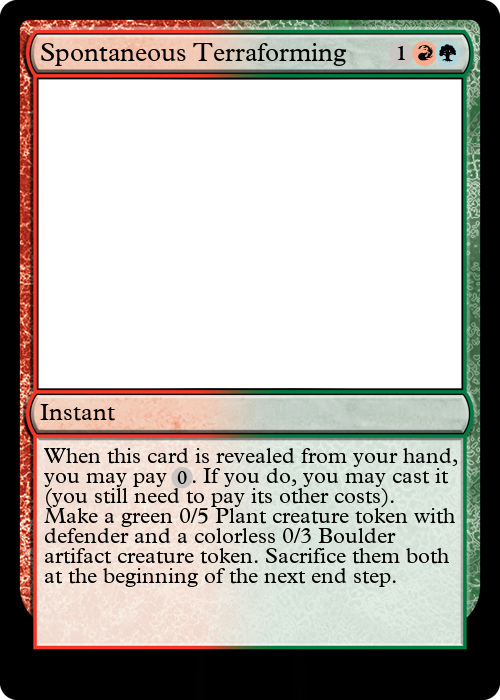 Spontaneous Terraforming 1
Instant
When this card is revealed from your hand,
you may pay 0. If you do, you may cast it
(you still need to pay its other costs).
Make a green 0/5 Plant creature token with
defender and a colorless 0/3 Boulder
artifact creature token. Sacrifice them both
at the beginning of the next end step.